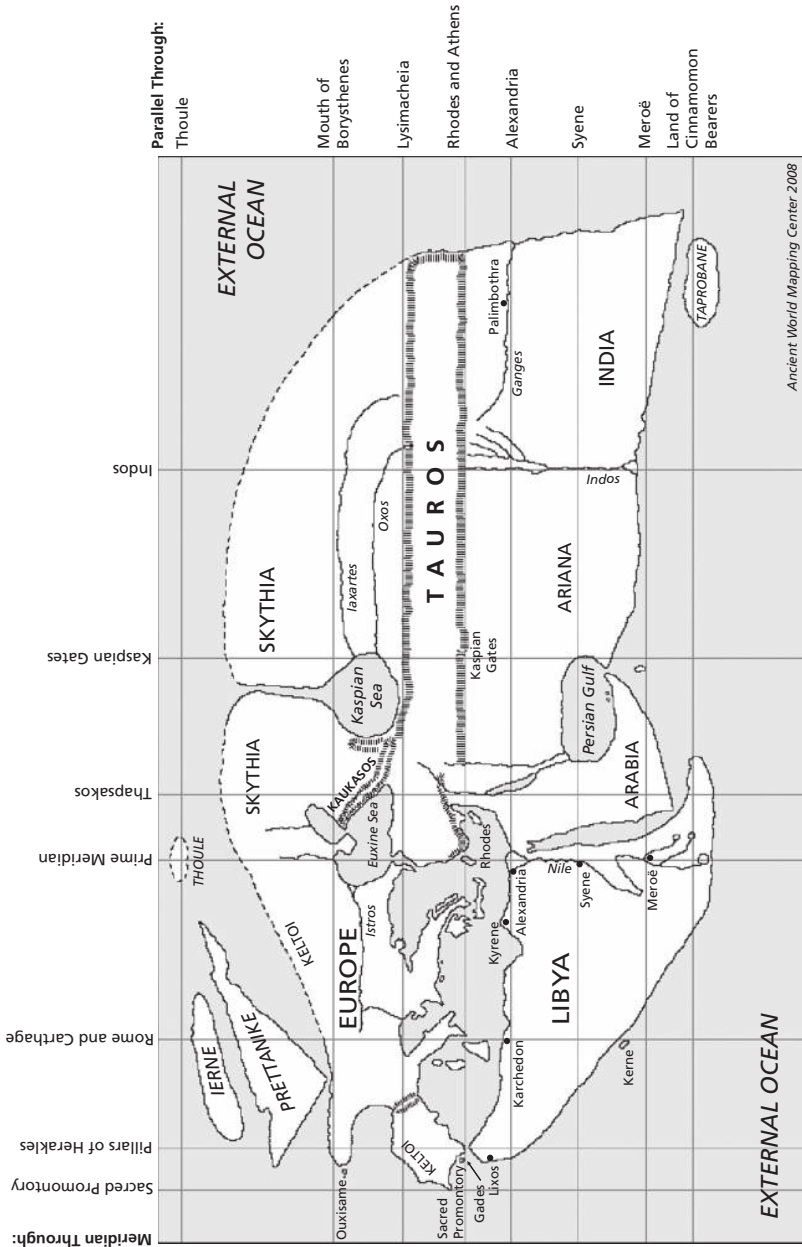 Parallel Through:
Thoule
Mouth of
Borysthenes
Lysimacheia
Rhodes and Athens
Alexandria
Syene
Meroë
Land of
Cinnamomon
Bearers
Meridian Through:
Sacred Promontory
Pillars of Herakles
Rome and Carthage
Prime Meridian
Thapsakos
Kaspian Gates
Indos
EXTERNAL
OCEAN
IERNE
PRETTANIKE
THOULE
KELTOI
SKYTHIA
SKYTHIA
EUROPE
Istros
Ouxisame
KELTOI
Sacred
Promontory
Gades
Lixos
Euxine Sea
KAUKASOS
Kaspian
Sea
Iaxartes
Oxos
TAUROS
Kaspian
Gates
Rhodes
Kyrene
Alexandria
Karchedon
LIBYA
Nile
Syene
Meroë
Kerne
ARABIA
Persian Gulf
ARIANA
Indos
INDIA
Ganges
Palimbothra
TAPROBANE
EXTERNAL OCEAN
Ancient World Mapping Center 2008